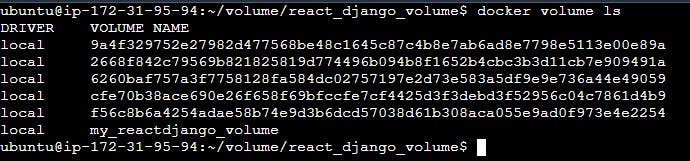 ubuntu@ip-172-31-95-94:~/volume/react_django_volume$ docker volume ls
DRIVER    VOLUME NAME
local     9a4f329752e27982d477568be48c1645c87c4b8e7ab6ad8e7798e5113e00e89a
local     2668f842c79569b821825819d774496b094b8f1652b4cbc3b3d11cb7e909491a
local     6260baf757a3f7758128fa584dc02757197e2d73e583a5df9e9e736a44e49059
local     cfe70b38ace690e26f658f69bfccfe7cf4425d3f3debd3f52956c04c7861d4b9
local     f56c8b6a4254adae58b74e9d3b6dcd57038d61b308aca055e9ad0f973e4e2254
local     my_reactdjango_volume
ubuntu@ip-172-31-95-94:~/volume/react_django_volume$